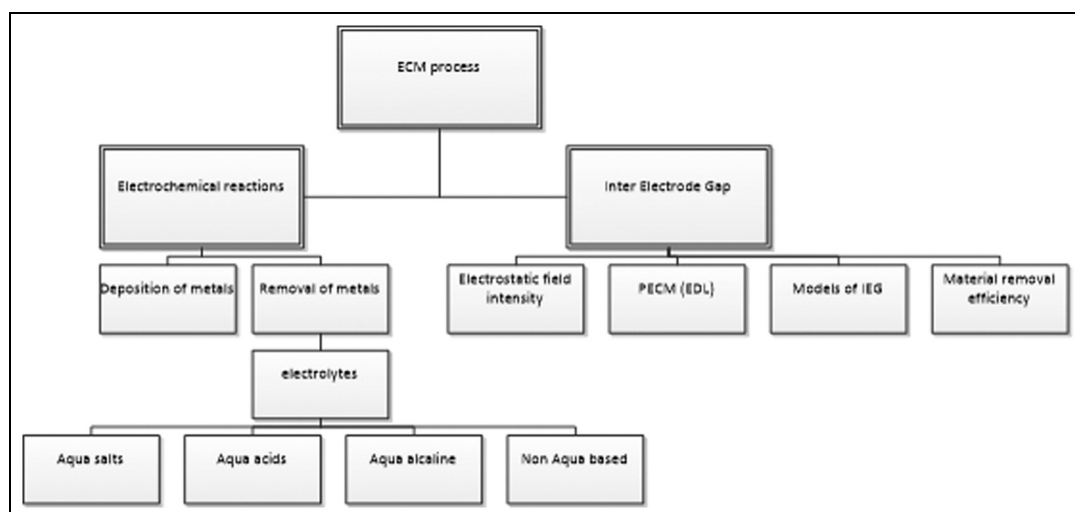 ECM process
Electrochemical reactions
Inter Electrode Gap
Deposition of metals
Removal of metals
Electrostatic field
intensity
PECM (EDL)
Models of IEG
Material removal
efficiency
electrolytes
Aqua salts
Aqua acids
Aqua alcaline
Non Aqua based